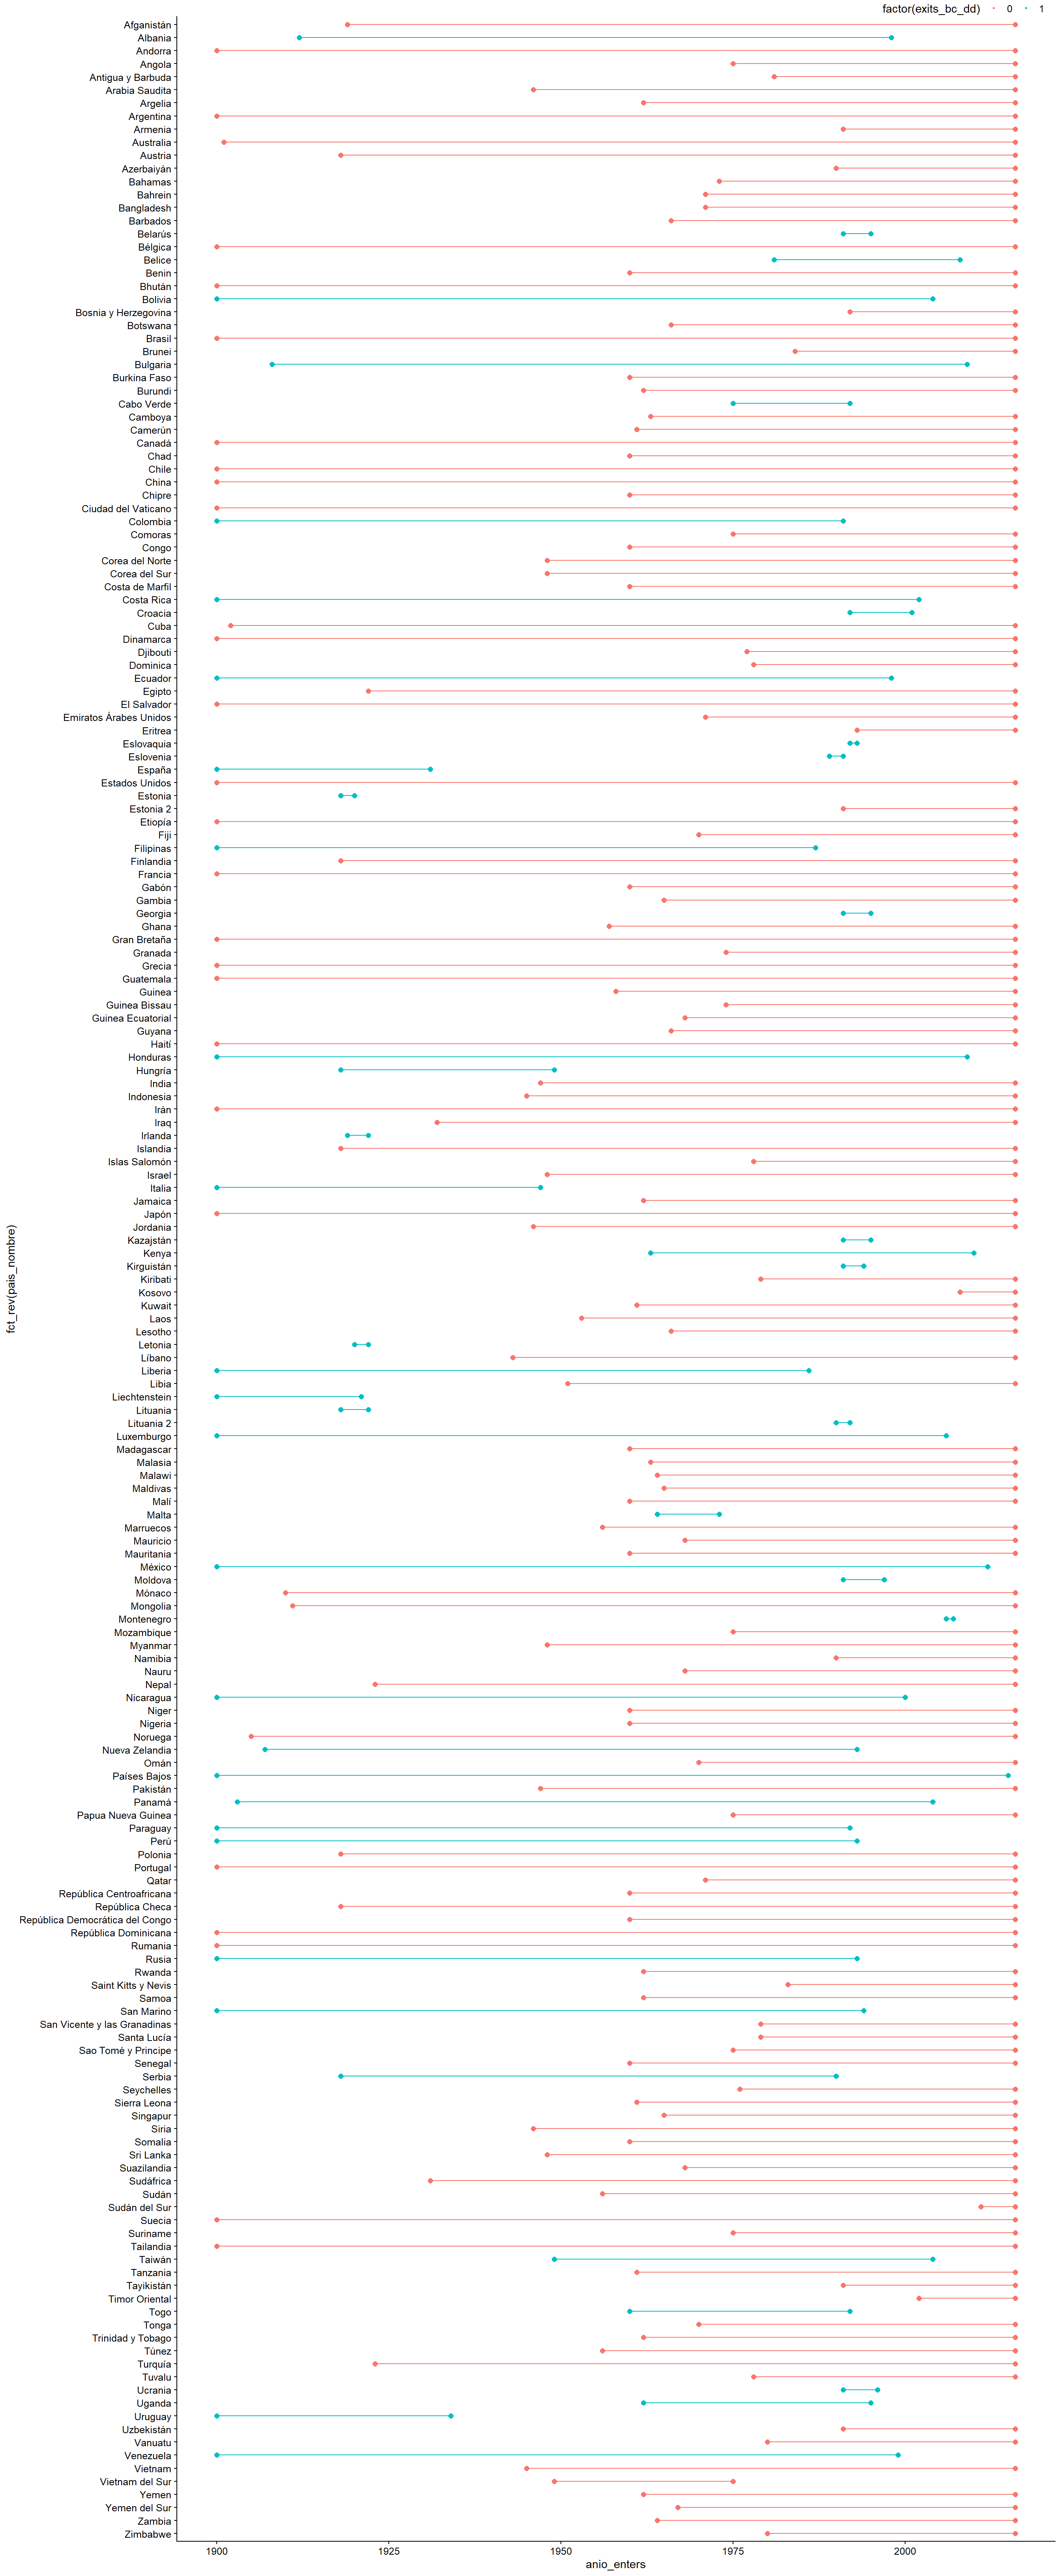 factor(exits_bc_dd) 0 1
Afganistán
Albania
Andorra
Angola
Antigua y Barbuda
Arabia Saudita
Argelia
Argentina
Armenia
Australia
Austria
Azerbaiyán
Bahamas
Bahrein
Bangladesh
Barbados
Belarús
Bélgica
Belice
Benin
Bhután
Bolivia
Bosnia y Herzegovina
Botswana
Brasil
Brunei
Bulgaria
Burkina Faso
Burundi
Cabo Verde
Camboya
Camerún
Canadá
Chad
Chile
China
Chipre
Ciudad del Vaticano
Colombia
Comoras
Congo
Corea del Norte
Corea del Sur
Costa de Marfil
Costa Rica
Croacia
Cuba
Dinamarca
Djibouti
Dominica
Ecuador
Egipto
El Salvador
Emiratos Árabes Unidos
Eritrea
Eslovaquia
Eslovenia
España
Estados Unidos
Estonia
Estonia 2
Etiopía
Fiji
Filipinas
Finlandia
Francia
Gabón
Gambia
Georgia
Ghana
Gran Bretaña
Granada
Grecia
Guatemala
Guinea
Guinea Bissau
Guinea Ecuatorial
Guyana
Haití
Honduras
Hungría
India
Indonesia
Irán
Iraq
Irlanda
Islandia
Islas Salomón
Israel
Italia
Jamaica
Japón
Jordania
Kazajstán
Kenya
Kirguistán
Kiribati
Kosovo
Kuwait
Laos
Lesotho
Letonia
Líbano
Liberia
Libia
Liechtenstein
Lituania
Lituania 2
Luxemburgo
Madagascar
Malasia
Malawi
Maldivas
Malí
Malta
Marruecos
Mauricio
Mauritania
México
Moldova
Mónaco
Mongolia
Montenegro
Mozambique
Myanmar
Namibia
Nauru
Nepal
Nicaragua
Niger
Nigeria
Noruega
Nueva Zelandia
Omán
Países Bajos
Pakistán
Panamá
Papua Nueva Guinea
Paraguay
Perú
Polonia
Portugal
Qatar
República Centroafricana
República Checa
República Democrática del Congo
República Dominicana
Rumania
Rusia
Rwanda
Saint Kitts y Nevis
Samoa
San Marino
San Vicente y las Granadinas
Santa Lucía
Sao Tomé y Principe
Senegal
Serbia
Seychelles
Sierra Leona
Singapur
Siria
Somalia
Sri Lanka
Suazilandia
Sudáfrica
Sudán
Sudán del Sur
Suecia
Suriname
Tailandia
Taiwán
Tanzania
Tayikistán
Timor Oriental
Togo
Tonga
Trinidad y Tobago
Túnez
Turquía
Tuvalu
Ucrania
Uganda
Uruguay
Uzbekistán
Vanuatu
Venezuela
Vietnam
Vietnam del Sur
Yemen
Yemen del Sur
Zambia
Zimbabwe
fct_rev(pais_nombre)
1900 1925 1950 1975 2000
anio_enters